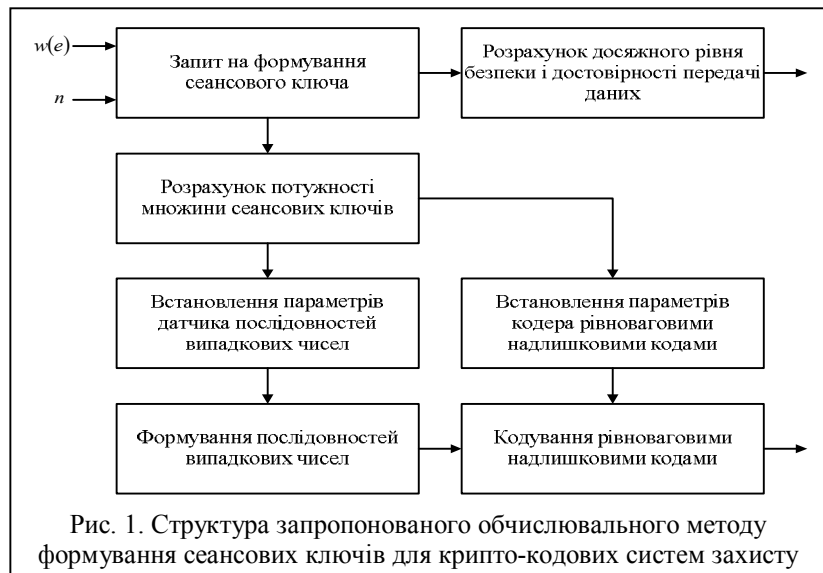 w(e)
n
Запит на формування
сеансового ключа
Розрахунок досяжного рівня
безпеки і достовірності передачі
даних
Розрахунок потужності
множини сеансових ключів
Встановлення параметрів
датчика послідовностей
випадкових чисел
Встановлення параметрів
кодера рівноваговими
надлишковими кодами
Формування послідовностей
випадкових чисел
Кодування рівноваговими
надлишковими кодами
Рис. 1. Структура запропонованого обчислювального методу
формування сеансових ключів для крипто-кодових систем захисту